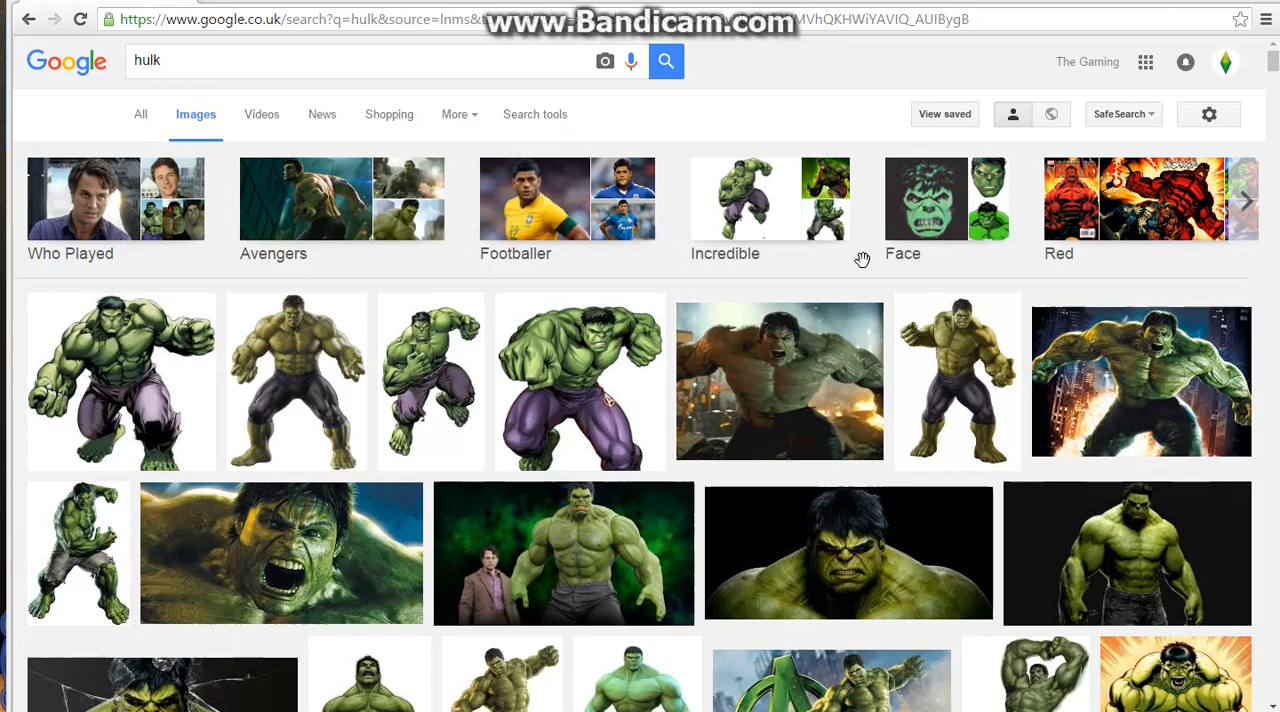 https://www.google.co.uk/search?q=hulk&source=lnms&
MVhQKHWiYAVIQ_AUIBygB
www.Bandicam.com
Google
hulk
The Gaming
All
Images
Videos
News
Shopping
More
Search tools
View saved
SafeSearch
Who Played
Avengers
Footballer
Incredible
Face
Red